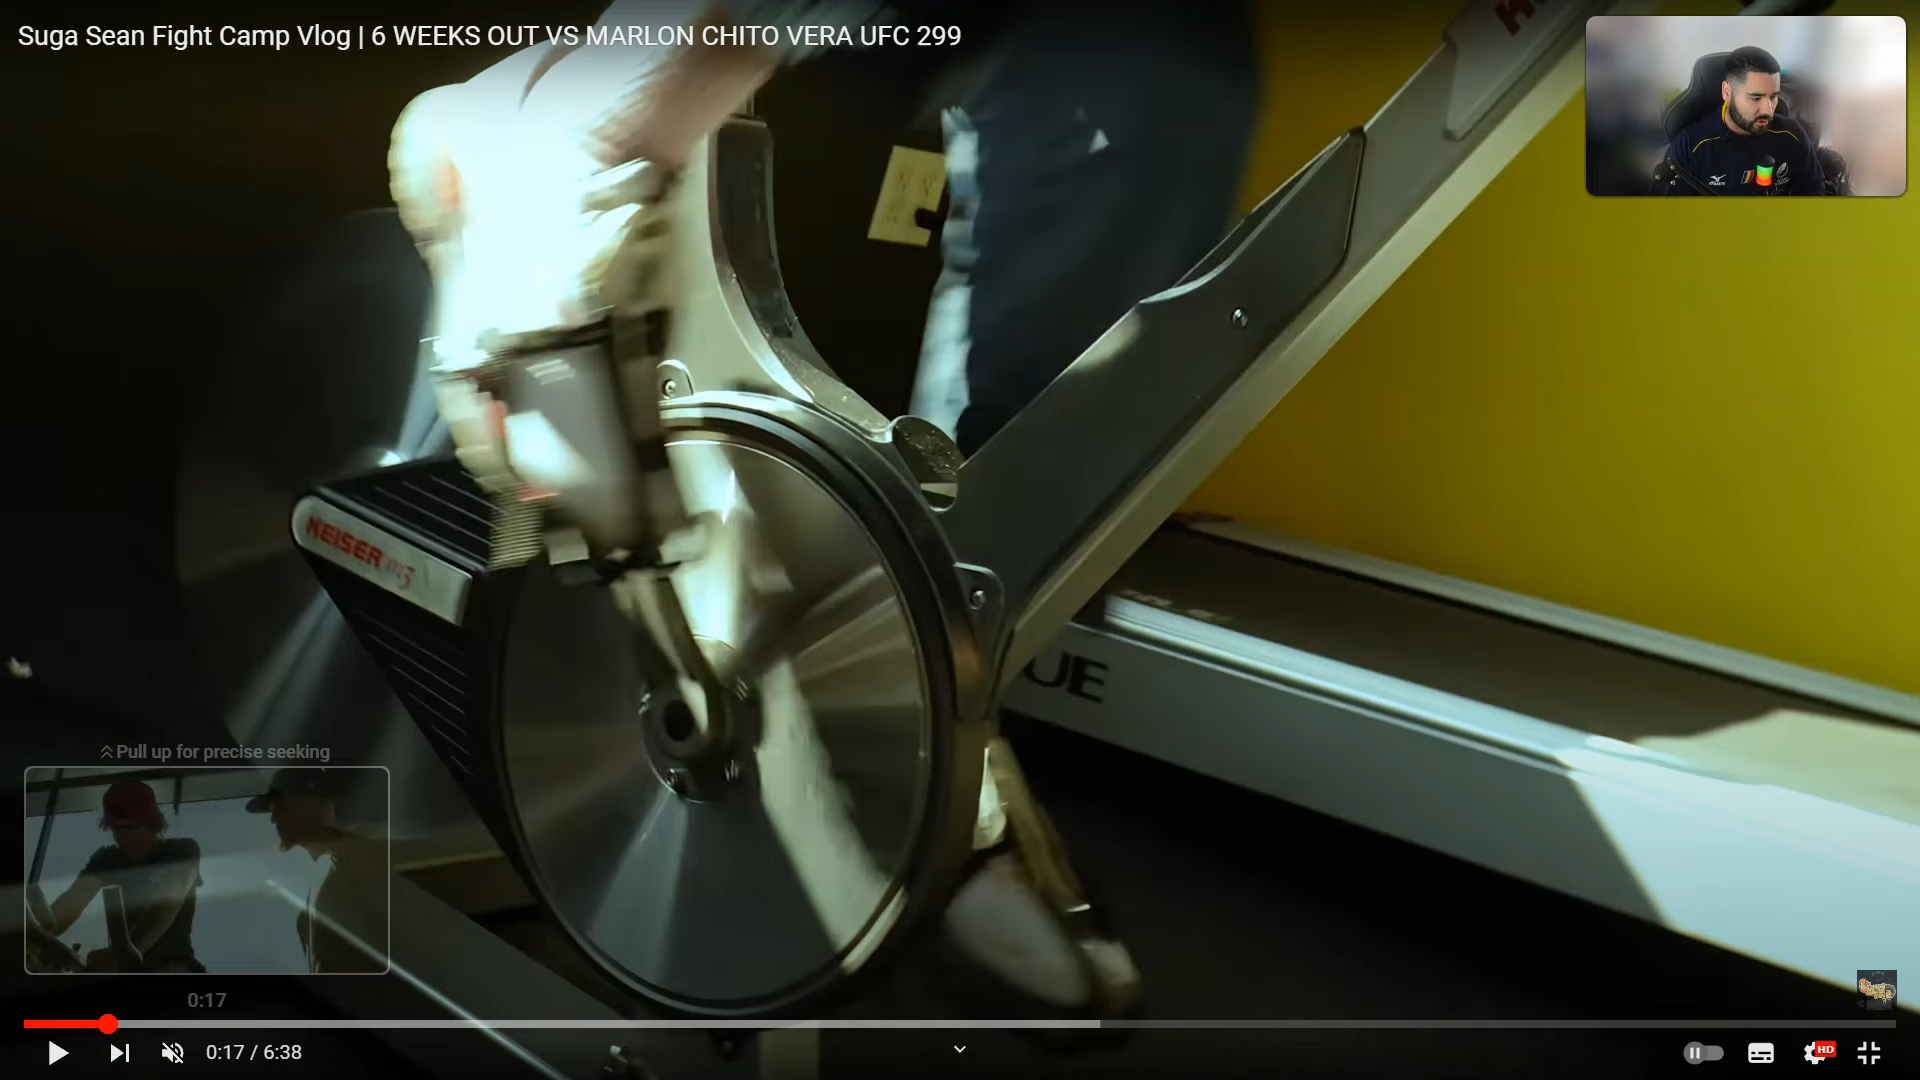 Suga Sean Fight Camp Vlog | 6 WEEKS OUT VS MARLON CHITO VERA UFC 299
KEISER m3
UE
Pull up for precise seeking
0:17
0:17 / 6:38
HD